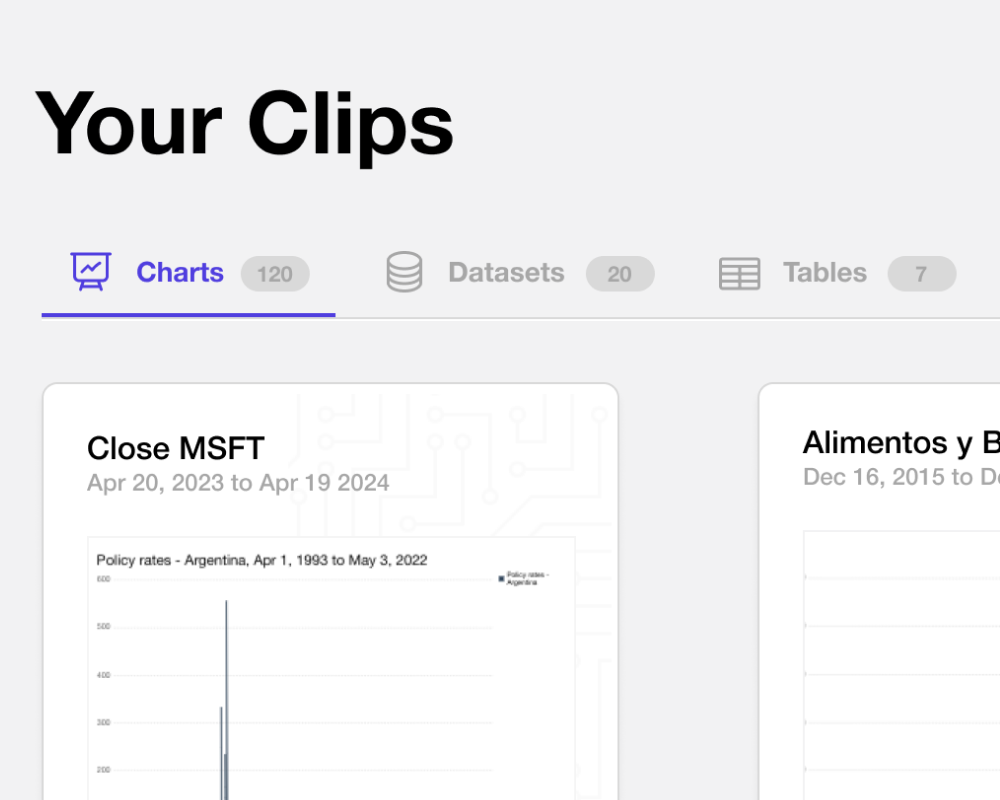 Your Clips
Charts 120
Datasets 20
Tables 7
Close MSFT
Apr 20, 2023 to Apr 19 2024
Policy rates - Argentina, Apr 1, 1993 to May 3, 2022
Policy rates -
Argentina
600
500
400
300
200
Alimentos y B
Dec 16, 2015 to De